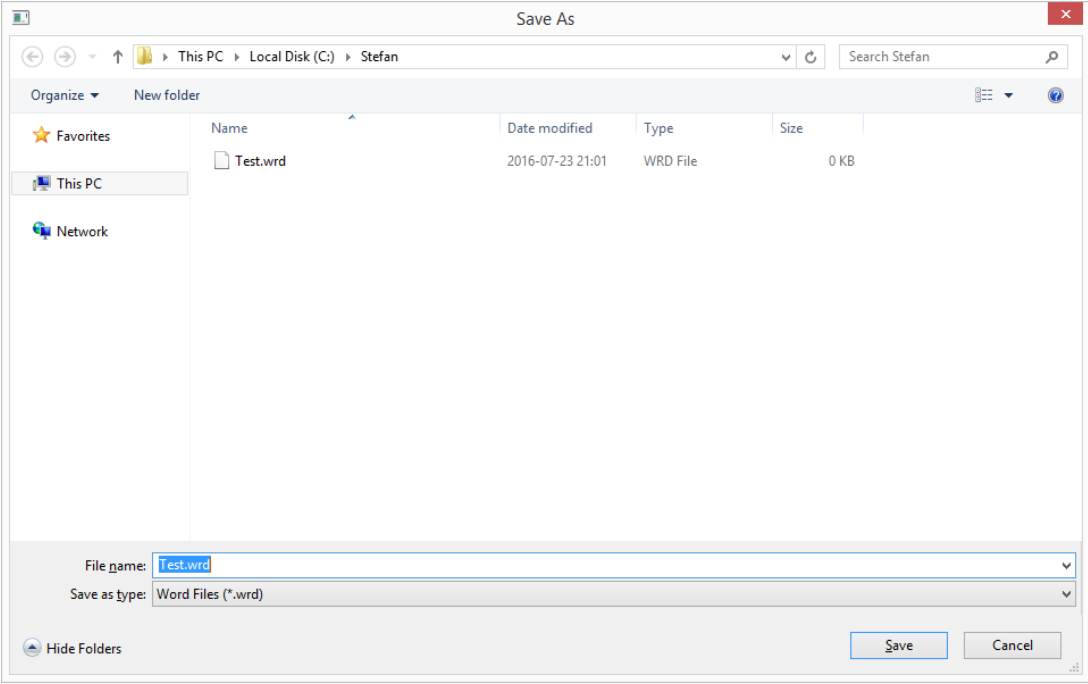 Save As
This PC Local Disk (C:) Stefan Search Stefan
Organize New folder
Favorites
This PC
Network
Name Date modified Type Size
Test.wrd 2016-07-23 21:01 WRD File 0 KB
File name: Test.wrd
Save as type: Word Files (*.wrd)
Hide Folders Save Cancel